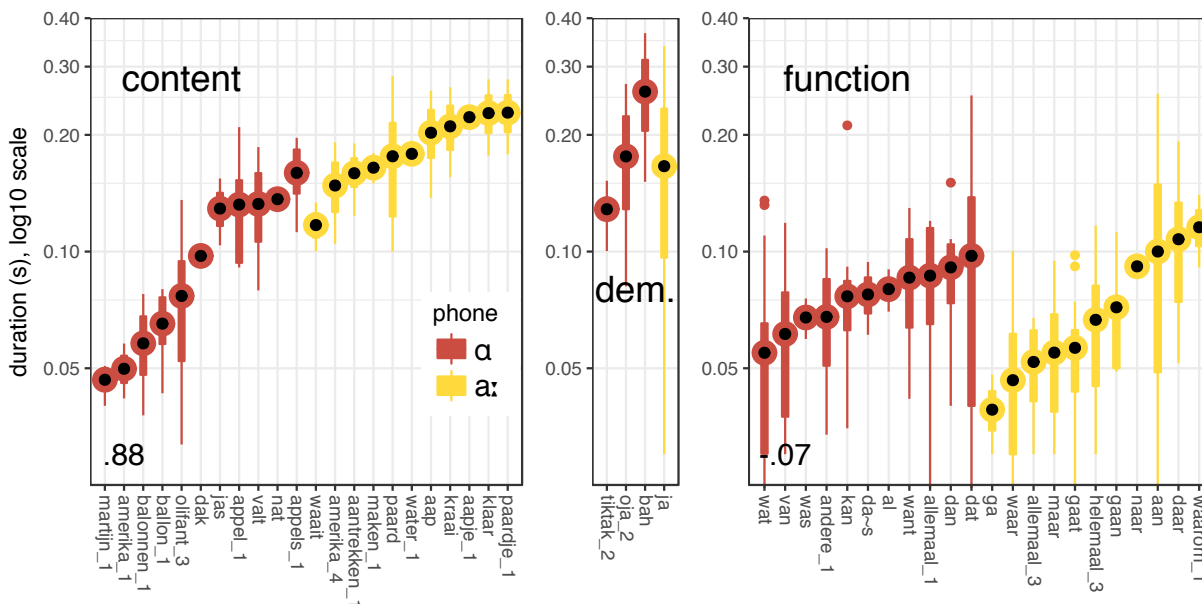 duration (s), log10 scale
0.40
0.30
0.20
0.10
0.05
content
.88
phone
ɑ
aː
martijn_1
amerika_1
ballonnen_1
ballon_1
olifant_3
dak
jas
appel_1
valt
nat
appels_1
waait
amerika_4
aantrekken_1
maken_1
paard
water_1
aap
kraai
aapje_1
klaar
paardje_1
0.40
0.30
0.20
0.10
0.05
dem.
tiktak_2
oja_2
bah
ja
0.40
0.30
0.20
0.10
0.05
function
-.07
wat
van
was
andere_1
kan
da~s
al
want
allemaal_1
dan
dat
ga
waar
allemaal_3
maar
gaat
helemaal_3
gaan
naar
aan
daar
waarom_1